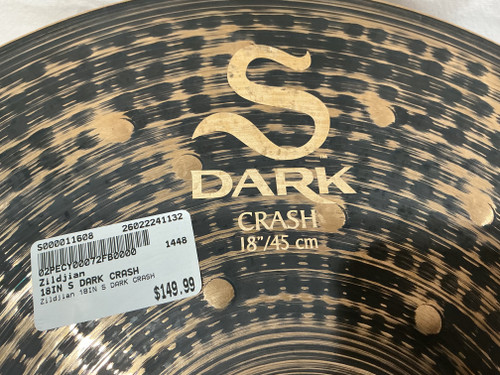 S
DARK
CRASH
18"/45 cm
S000011608 26022241132
02PECY00072FB0000 1448
Zildjian
18IN S DARK CRASH
Zildjian 18IN S DARK CRASH
$149.99